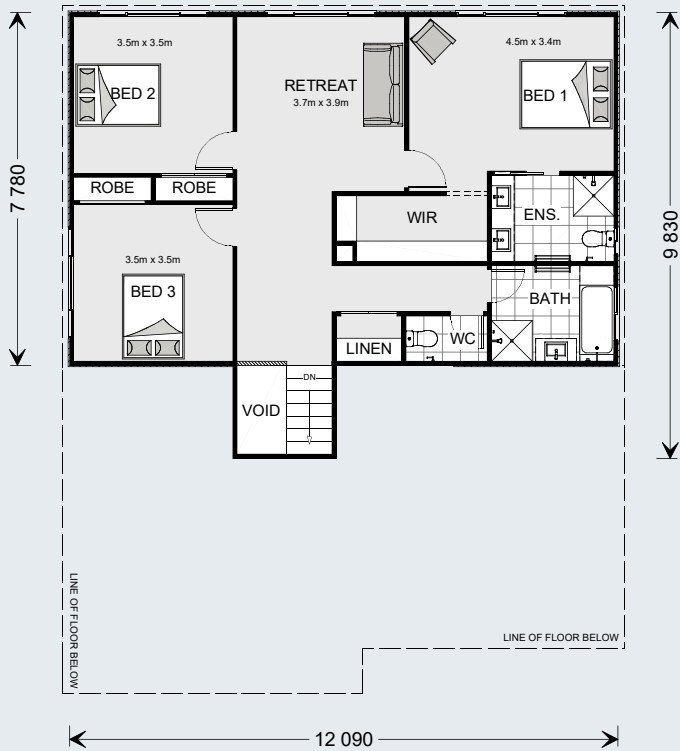 3.5m x 3.5m
BED 2
RETREAT
3.7m x 3.9m
4.5m x 3.4m
BED 1
ROBE
ROBE
WIR
ENS.
3.5m x 3.5m
BED 3
BATH
LINEN
WC
DN
VOID
7 780
9 830
LINE OF FLOOR BELOW
LINE OF FLOOR BELOW
12 090